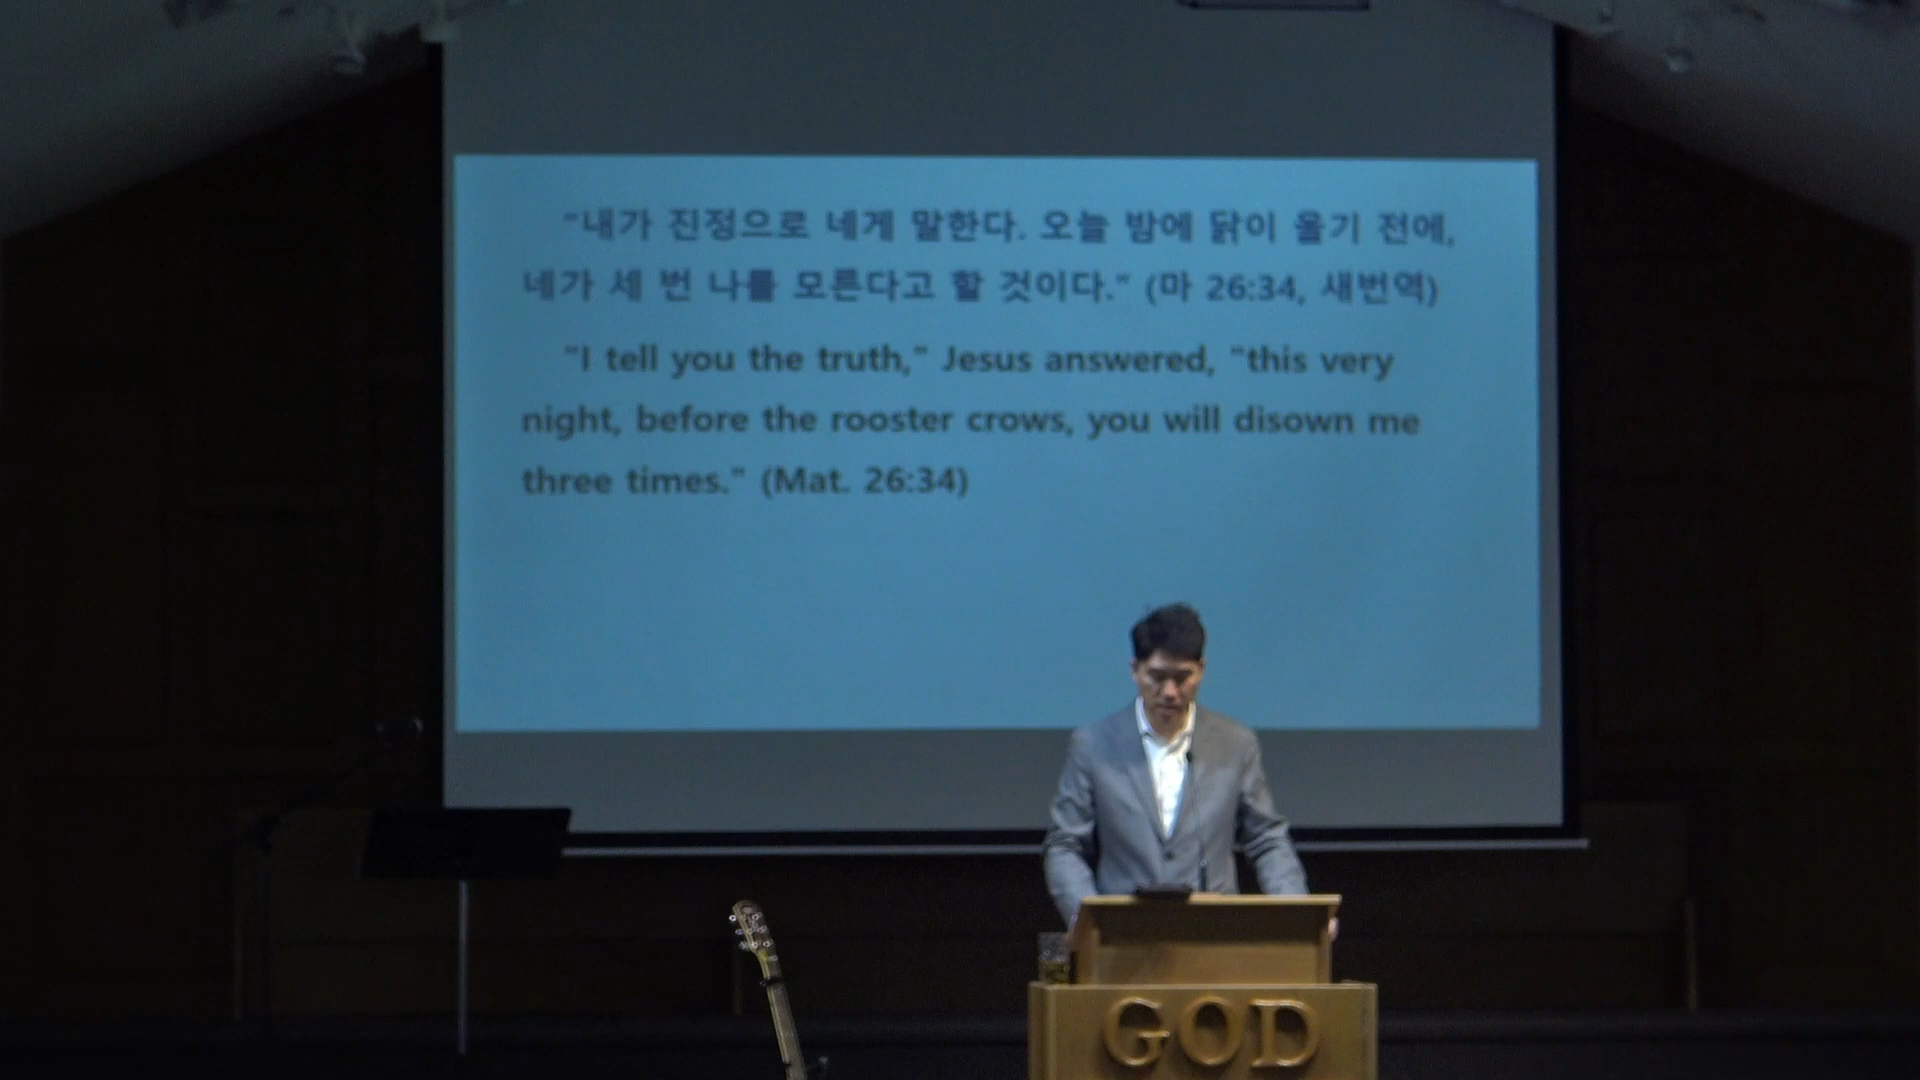 "내가 진정으로 네게 말한다. 오늘 밤에 닭이 울기 전에,
네가 세 번 나를 모른다고 할 것이다." (마 26:34, 새번역)
"I tell you the truth," Jesus answered, "this very
night, before the rooster crows, you will disown me
three times." (Mat. 26:34)
GOD